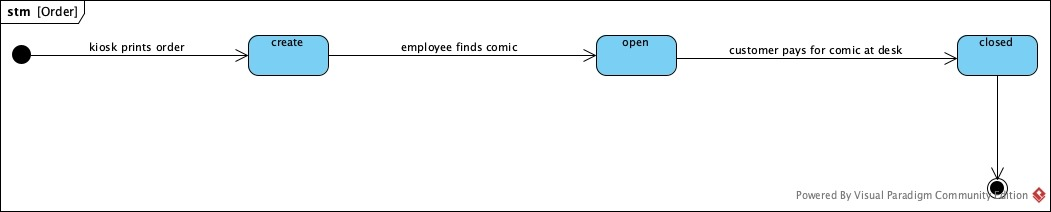 stm [Order]
kiosk prints order
create
employee finds comic
open
customer pays for comic at desk
closed
Powered By Visual Paradigm Community Edition